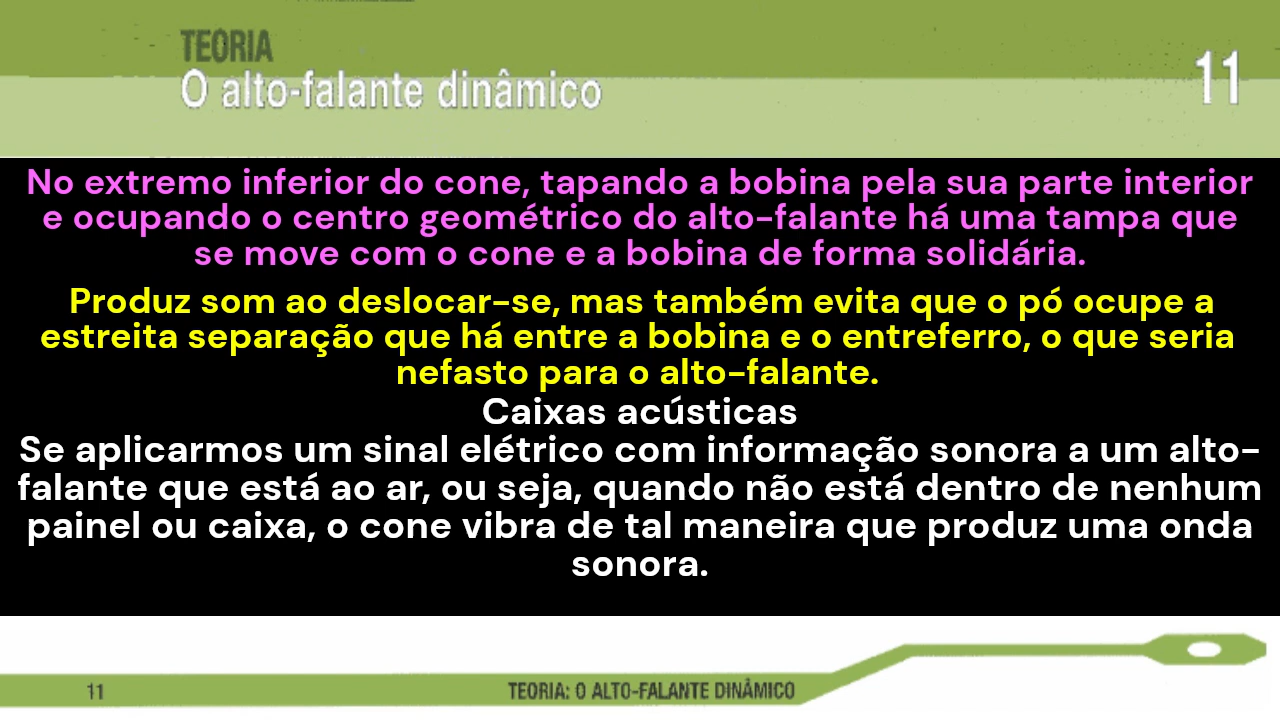 TEORIA
O alto-falante dinâmico
11
No extremo inferior do cone, tapando a bobina pela sua parte interior
e ocupando o centro geométrico do alto-falante há uma tampa que
se move com o cone e a bobina de forma solidária.
Produz som ao deslocar-se, mas também evita que o pó ocupe a
estreita separação que há entre a bobina e o entreferro, o que seria
nefasto para o alto-falante.
Caixas acústicas
Se aplicarmos um sinal elétrico com informação sonora a um alto-
falante que está ao ar, ou seja, quando não está dentro de nenhum
painel ou caixa, o cone vibra de tal maneira que produz uma onda
sonora.
11
TEORIA: O ALTO-FALANTE DINÂMICO